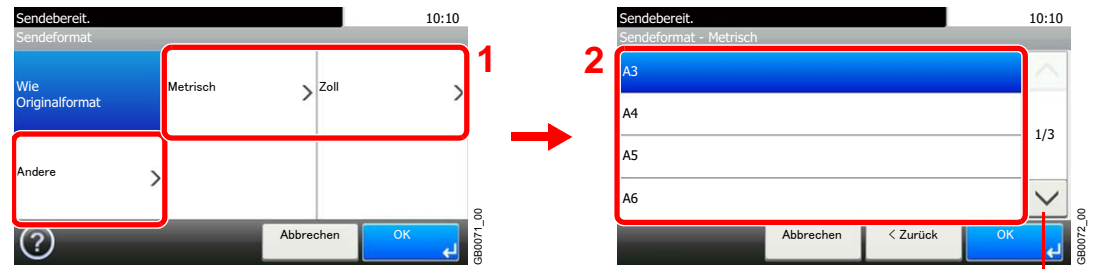 Sendebereit.
10:10
Sendeformat
Wie
Originalformat
Metrisch
Zoll
1
Andere
?
Abbrechen
OK
GB0071_00
Sendebereit.
10:10
Sendeformat - Metrisch
2
A3
A4
1/3
A5
A6
Abbrechen
< Zurück
OK
GB0072_00